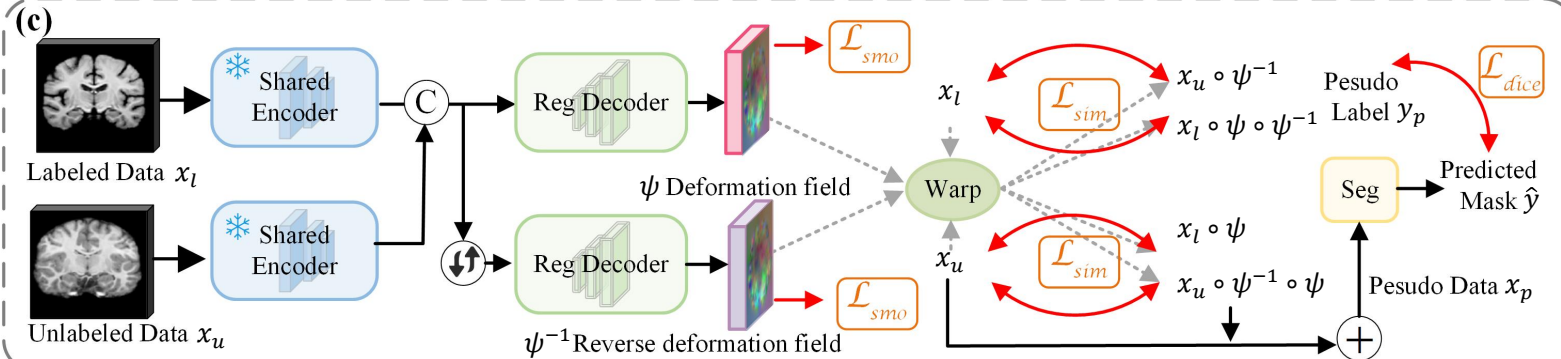 (c)
Shared
Encoder
Labeled Data x_l
C
Reg Decoder
ℒ_smo
ψ Deformation field
Shared
Encoder
Unlabeled Data x_u
Reg Decoder
ℒ_smo
ψ⁻¹ Reverse deformation field
x_l
Warp
x_u
ℒ_sim
x_u ∘ ψ⁻¹
x_l ∘ ψ ∘ ψ⁻¹
ℒ_sim
x_l ∘ ψ
x_u ∘ ψ⁻¹ ∘ ψ
Pesudo
Label y_p
ℒ_dice
Seg
Predicted
Mask ŷ
Pesudo Data x_p
+